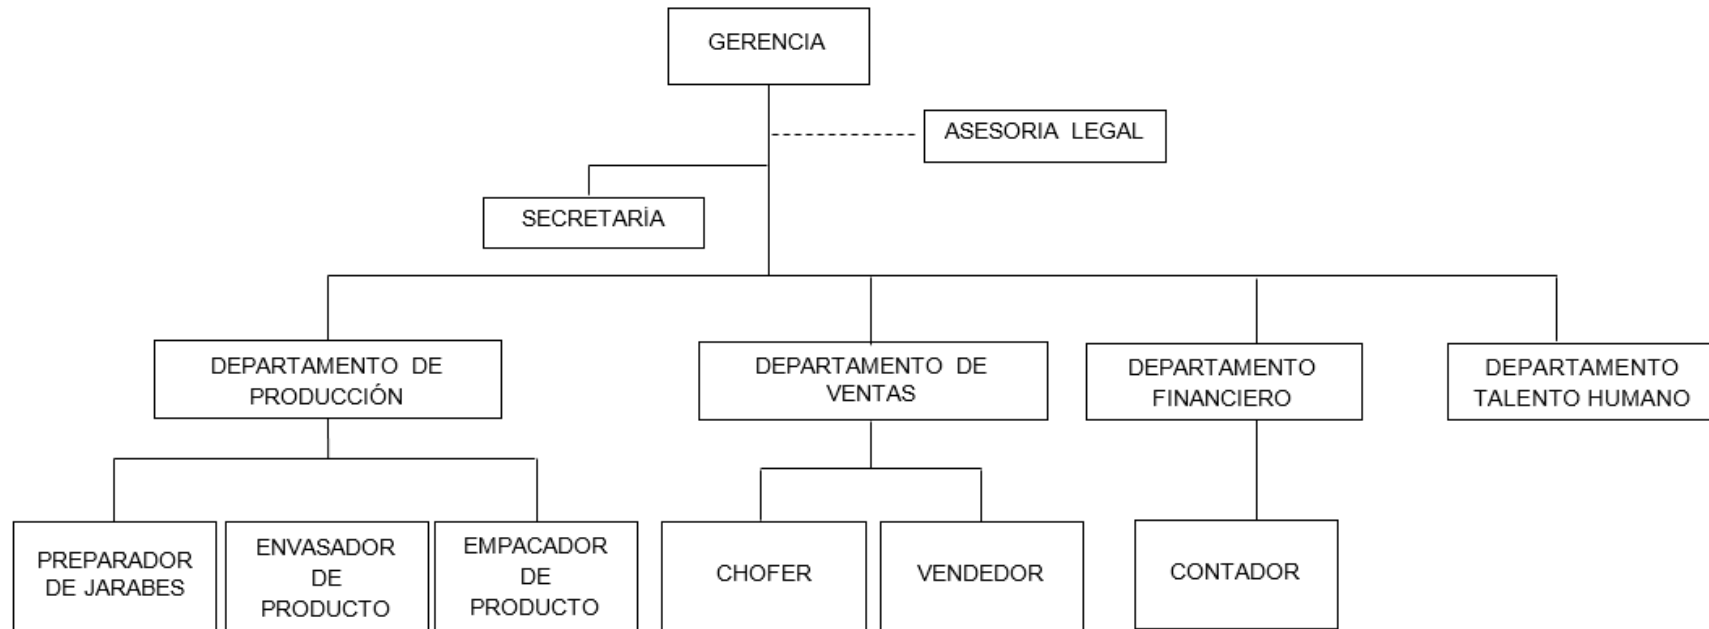 GERENCIA
ASESORIA LEGAL
SECRETARÍA
DEPARTAMENTO DE
PRODUCCIÓN
DEPARTAMENTO DE
VENTAS
DEPARTAMENTO
FINANCIERO
DEPARTAMENTO
TALENTO HUMANO
PREPARADOR
DE JARABES
ENVASADOR
DE
PRODUCTO
EMPACADOR
DE
PRODUCTO
CHOFER
VENDEDOR
CONTADOR